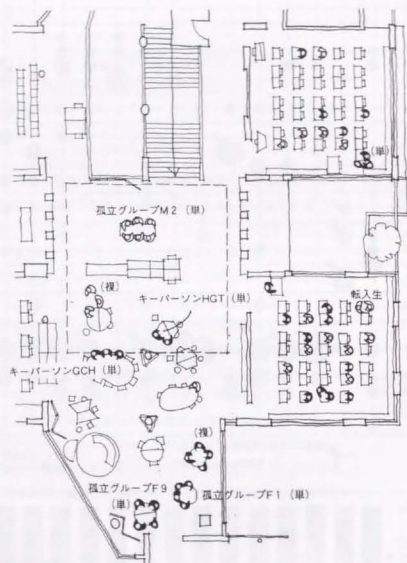 (単)
孤立グループM2 (単)
(複)
キーパーソンHGT (単)
転入生
キーパーソンGCH (単)
(複)
孤立グループF9
(単)
孤立グループF1 (単)